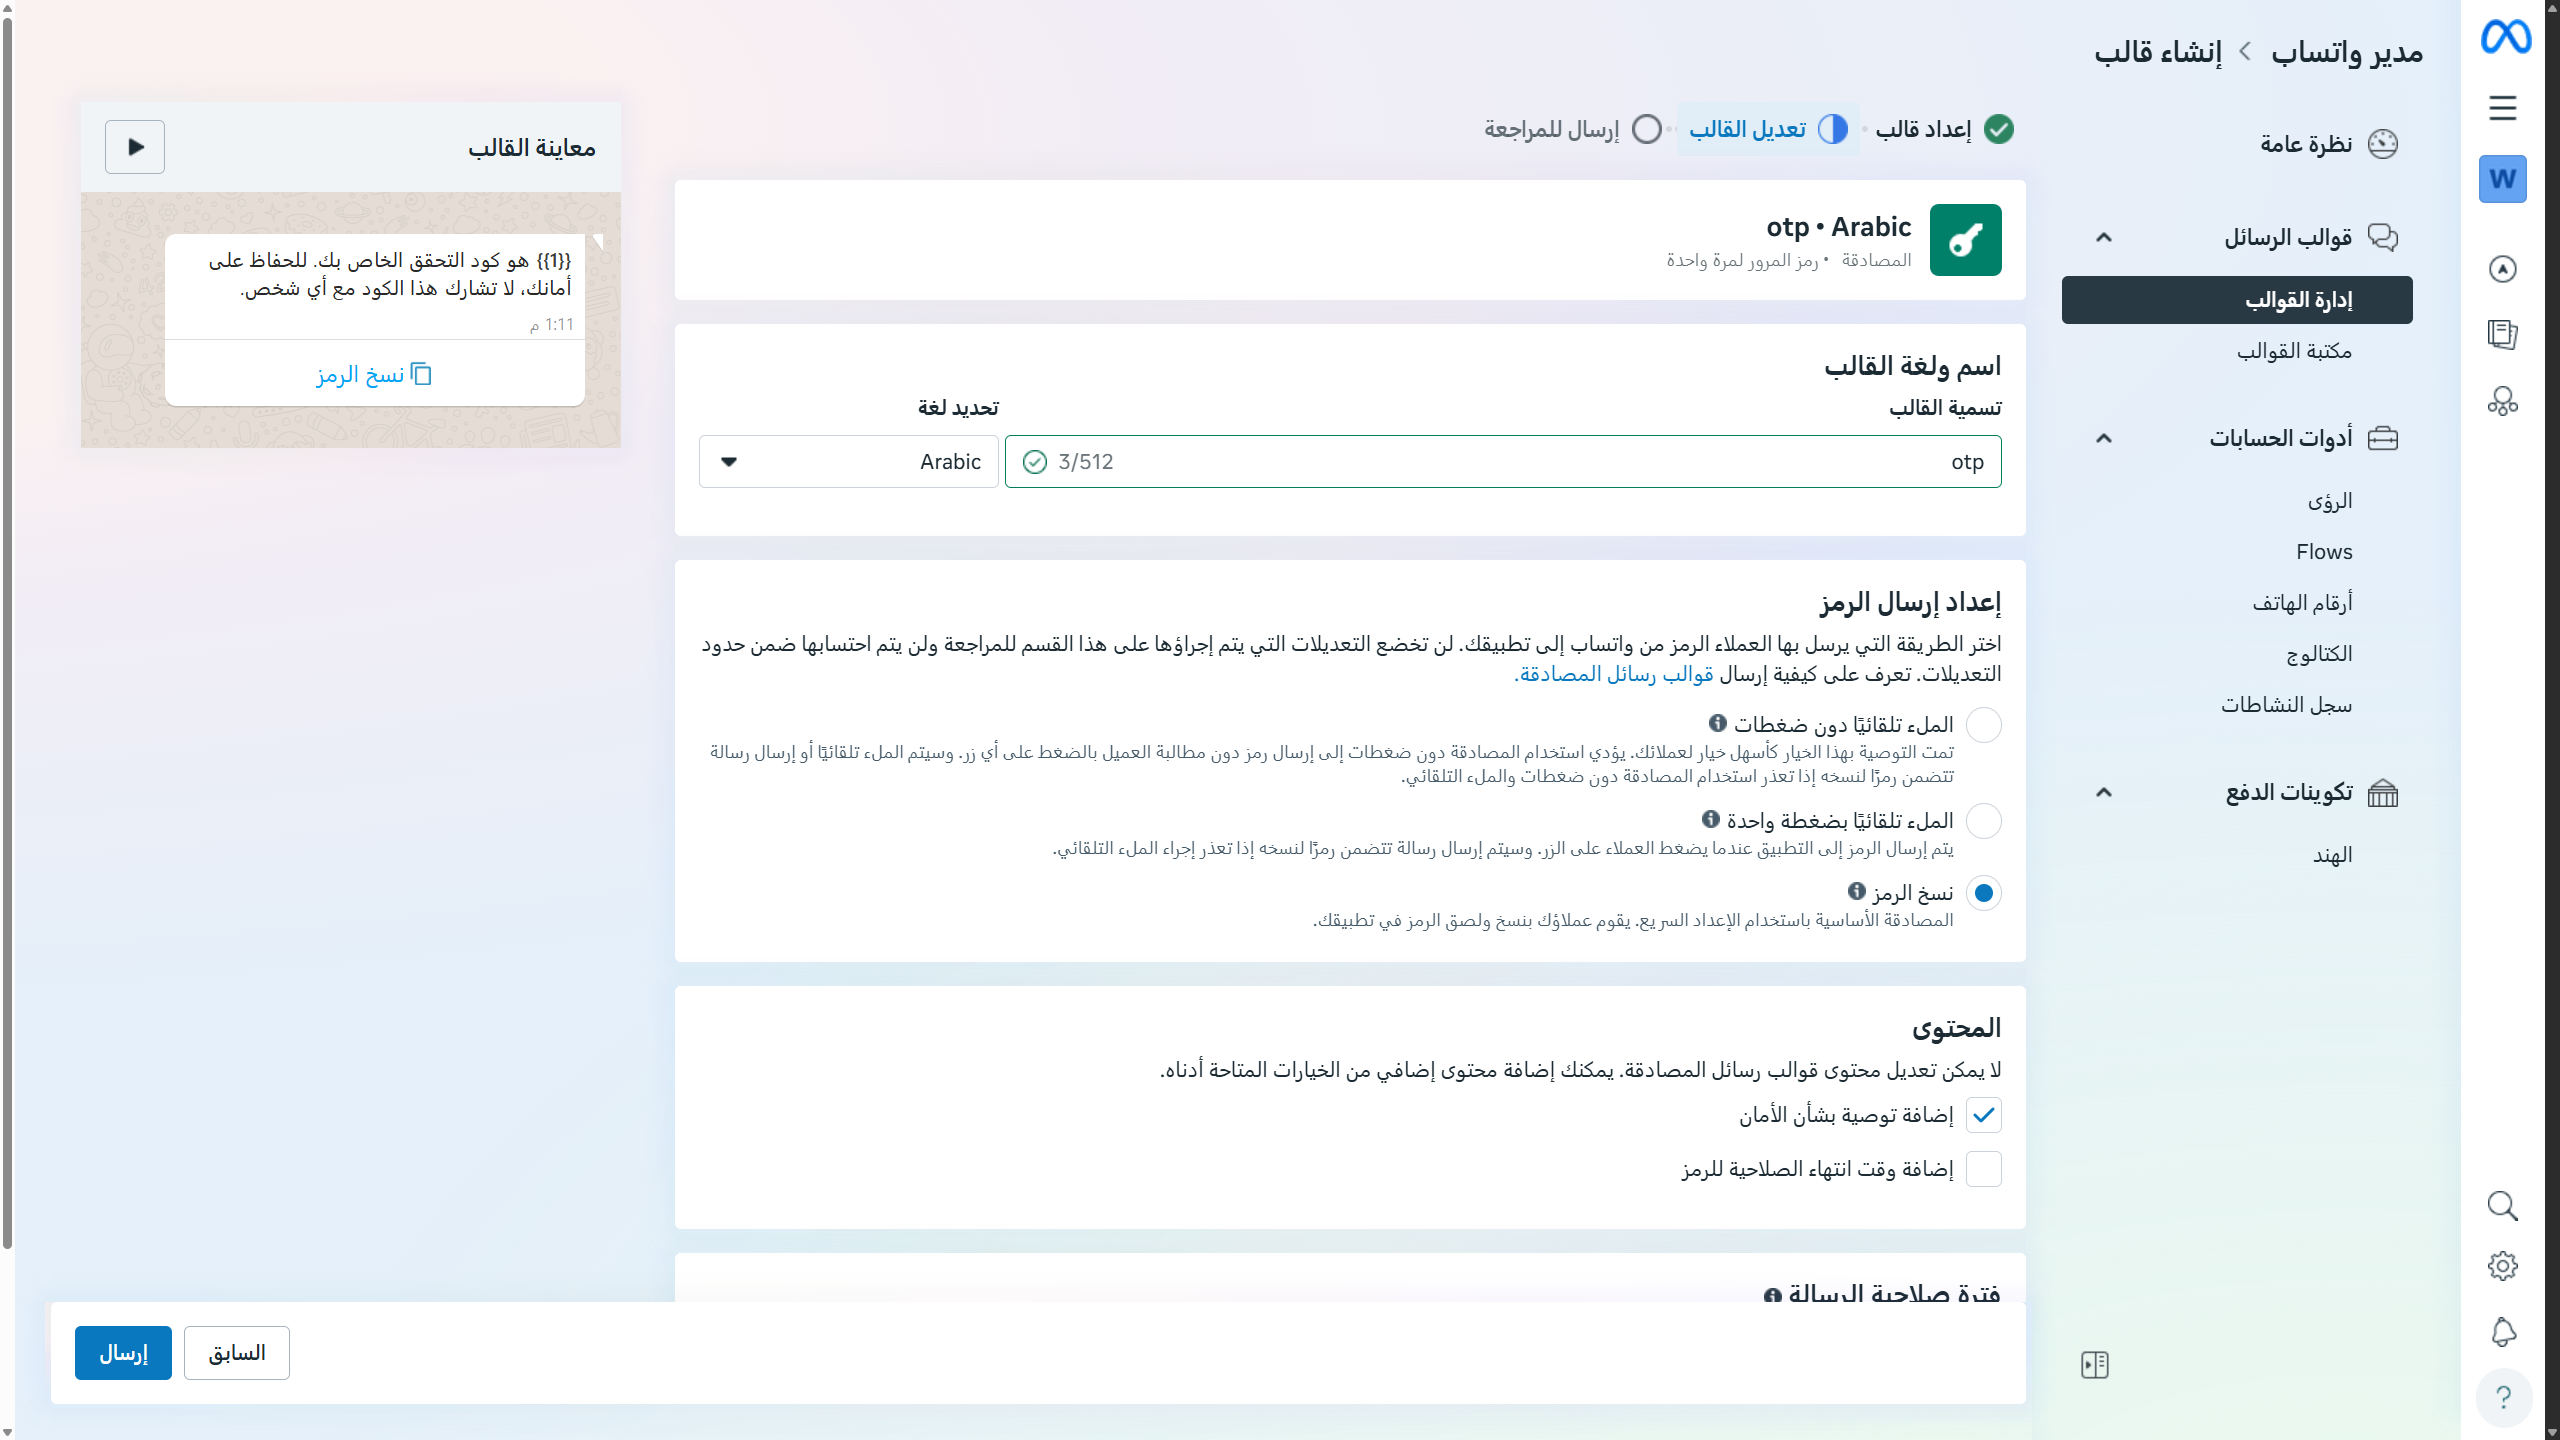 مدير واتساب
إنشاء قالب
W
نظرة عامة
قوالب الرسائل
إدارة القوالب
مكتبة القوالب
أدوات الحسابات
الرؤى
Flows
أرقام الهاتف
الكتالوج
سجل النشاطات
تكوينات الدفع
الهند
إعداد قالب
تعديل القالب
إرسال للمراجعة
otp • Arabic
المصادقة • رمز المرور لمرة واحدة
اسم ولغة القالب
تسمية القالب
otp
3/512
تحديد لغة
Arabic
إعداد إرسال الرمز
اختر الطريقة التي يرسل بها العملاء الرمز من واتساب إلى تطبيقك. لن تخضع التعديلات التي يتم إجراؤها على هذا القسم للمراجعة ولن يتم احتسابها ضمن حدود
التعديلات. تعرف على كيفية إرسال قوالب رسائل المصادقة.
الملء تلقائيًا دون ضغطات
تمت التوصية بهذا الخيار كأسهل خيار لعملائك. يؤدي استخدام المصادقة دون ضغطات إلى إرسال رمز دون مطالبة العميل بالضغط على أي زر. وسيتم الملء تلقائيًا أو إرسال رسالة
تتضمن رمزًا لنسخه إذا تعذر استخدام المصادقة دون ضغطات والملء التلقائي.
الملء تلقائيًا بضغطة واحدة
يتم إرسال الرمز إلى التطبيق عندما يضغط العملاء على الزر. وسيتم إرسال رسالة تتضمن رمزًا لنسخه إذا تعذر إجراء الملء التلقائي.
نسخ الرمز
المصادقة الأساسية باستخدام الإعداد السريع. يقوم عملاؤك بنسخ ولصق الرمز في تطبيقك.
المحتوى
لا يمكن تعديل محتوى قوالب رسائل المصادقة. يمكنك إضافة محتوى إضافي من الخيارات المتاحة أدناه.
إضافة توصية بشأن الأمان
إضافة وقت انتهاء الصلاحية للرمز
فترة صلاحية الرسالة
السابق
إرسال
معاينة القالب
{{1}} هو كود التحقق الخاص بك. للحفاظ على
أمانك، لا تشارك هذا الكود مع أي شخص.
1:11 م
نسخ الرمز